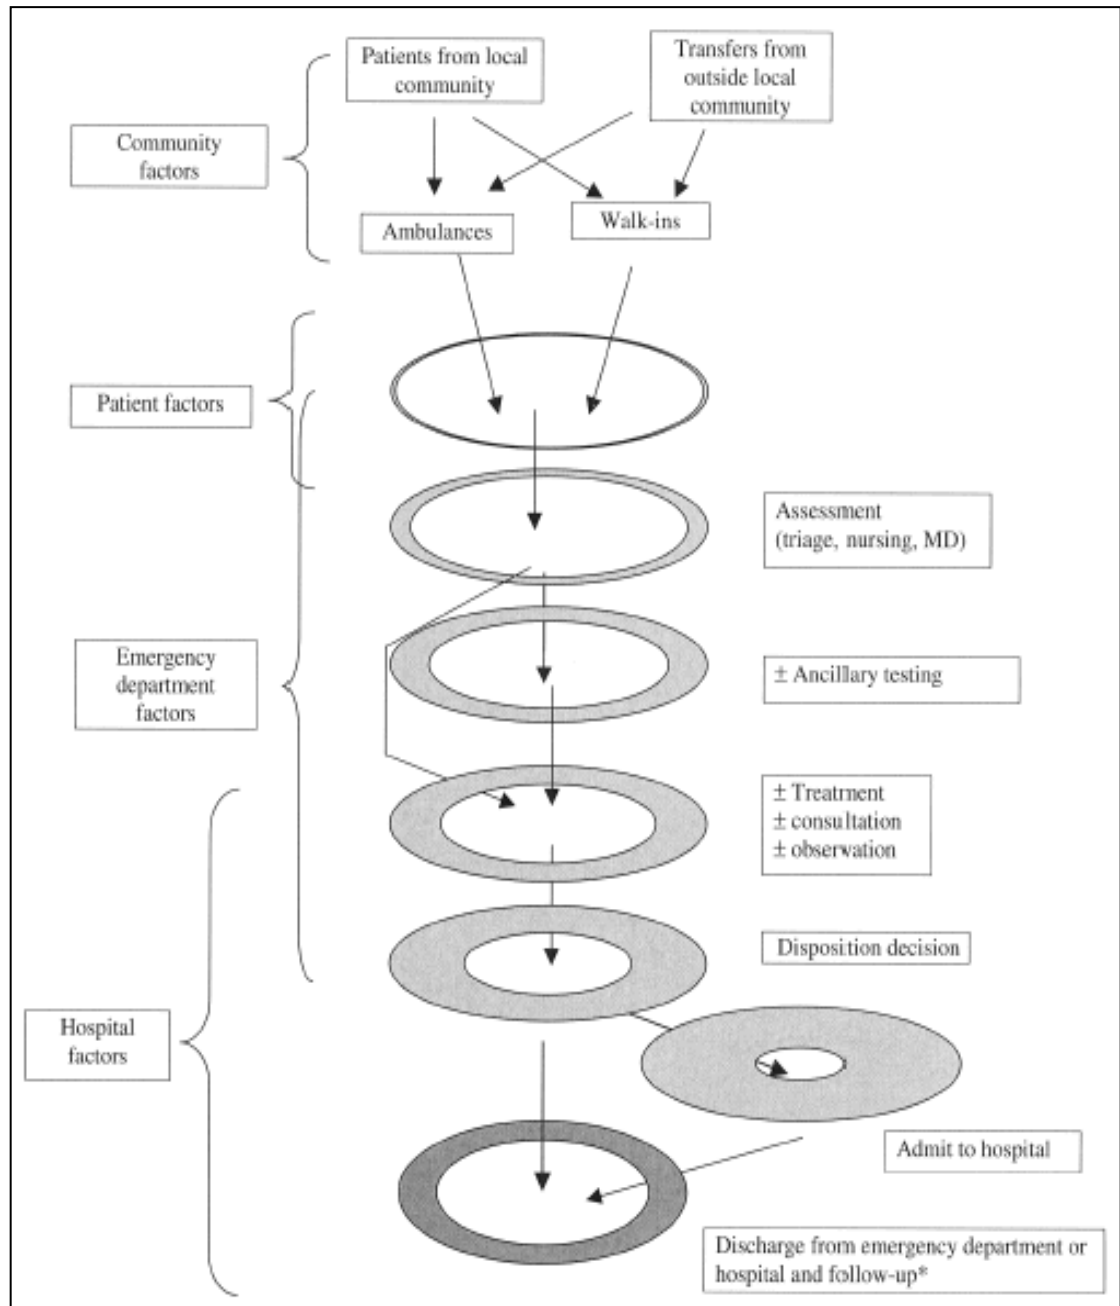 Patients from local
community
Transfers from
outside local
community
Community
factors
Ambulances
Walk-ins
Patient factors
Assessment
(triage, nursing, MD)
Emergency
department
factors
± Ancillary testing
± Treatment
± consultation
± observation
Disposition decision
Hospital
factors
Admit to hospital
Discharge from emergency department or
hospital and follow-up*